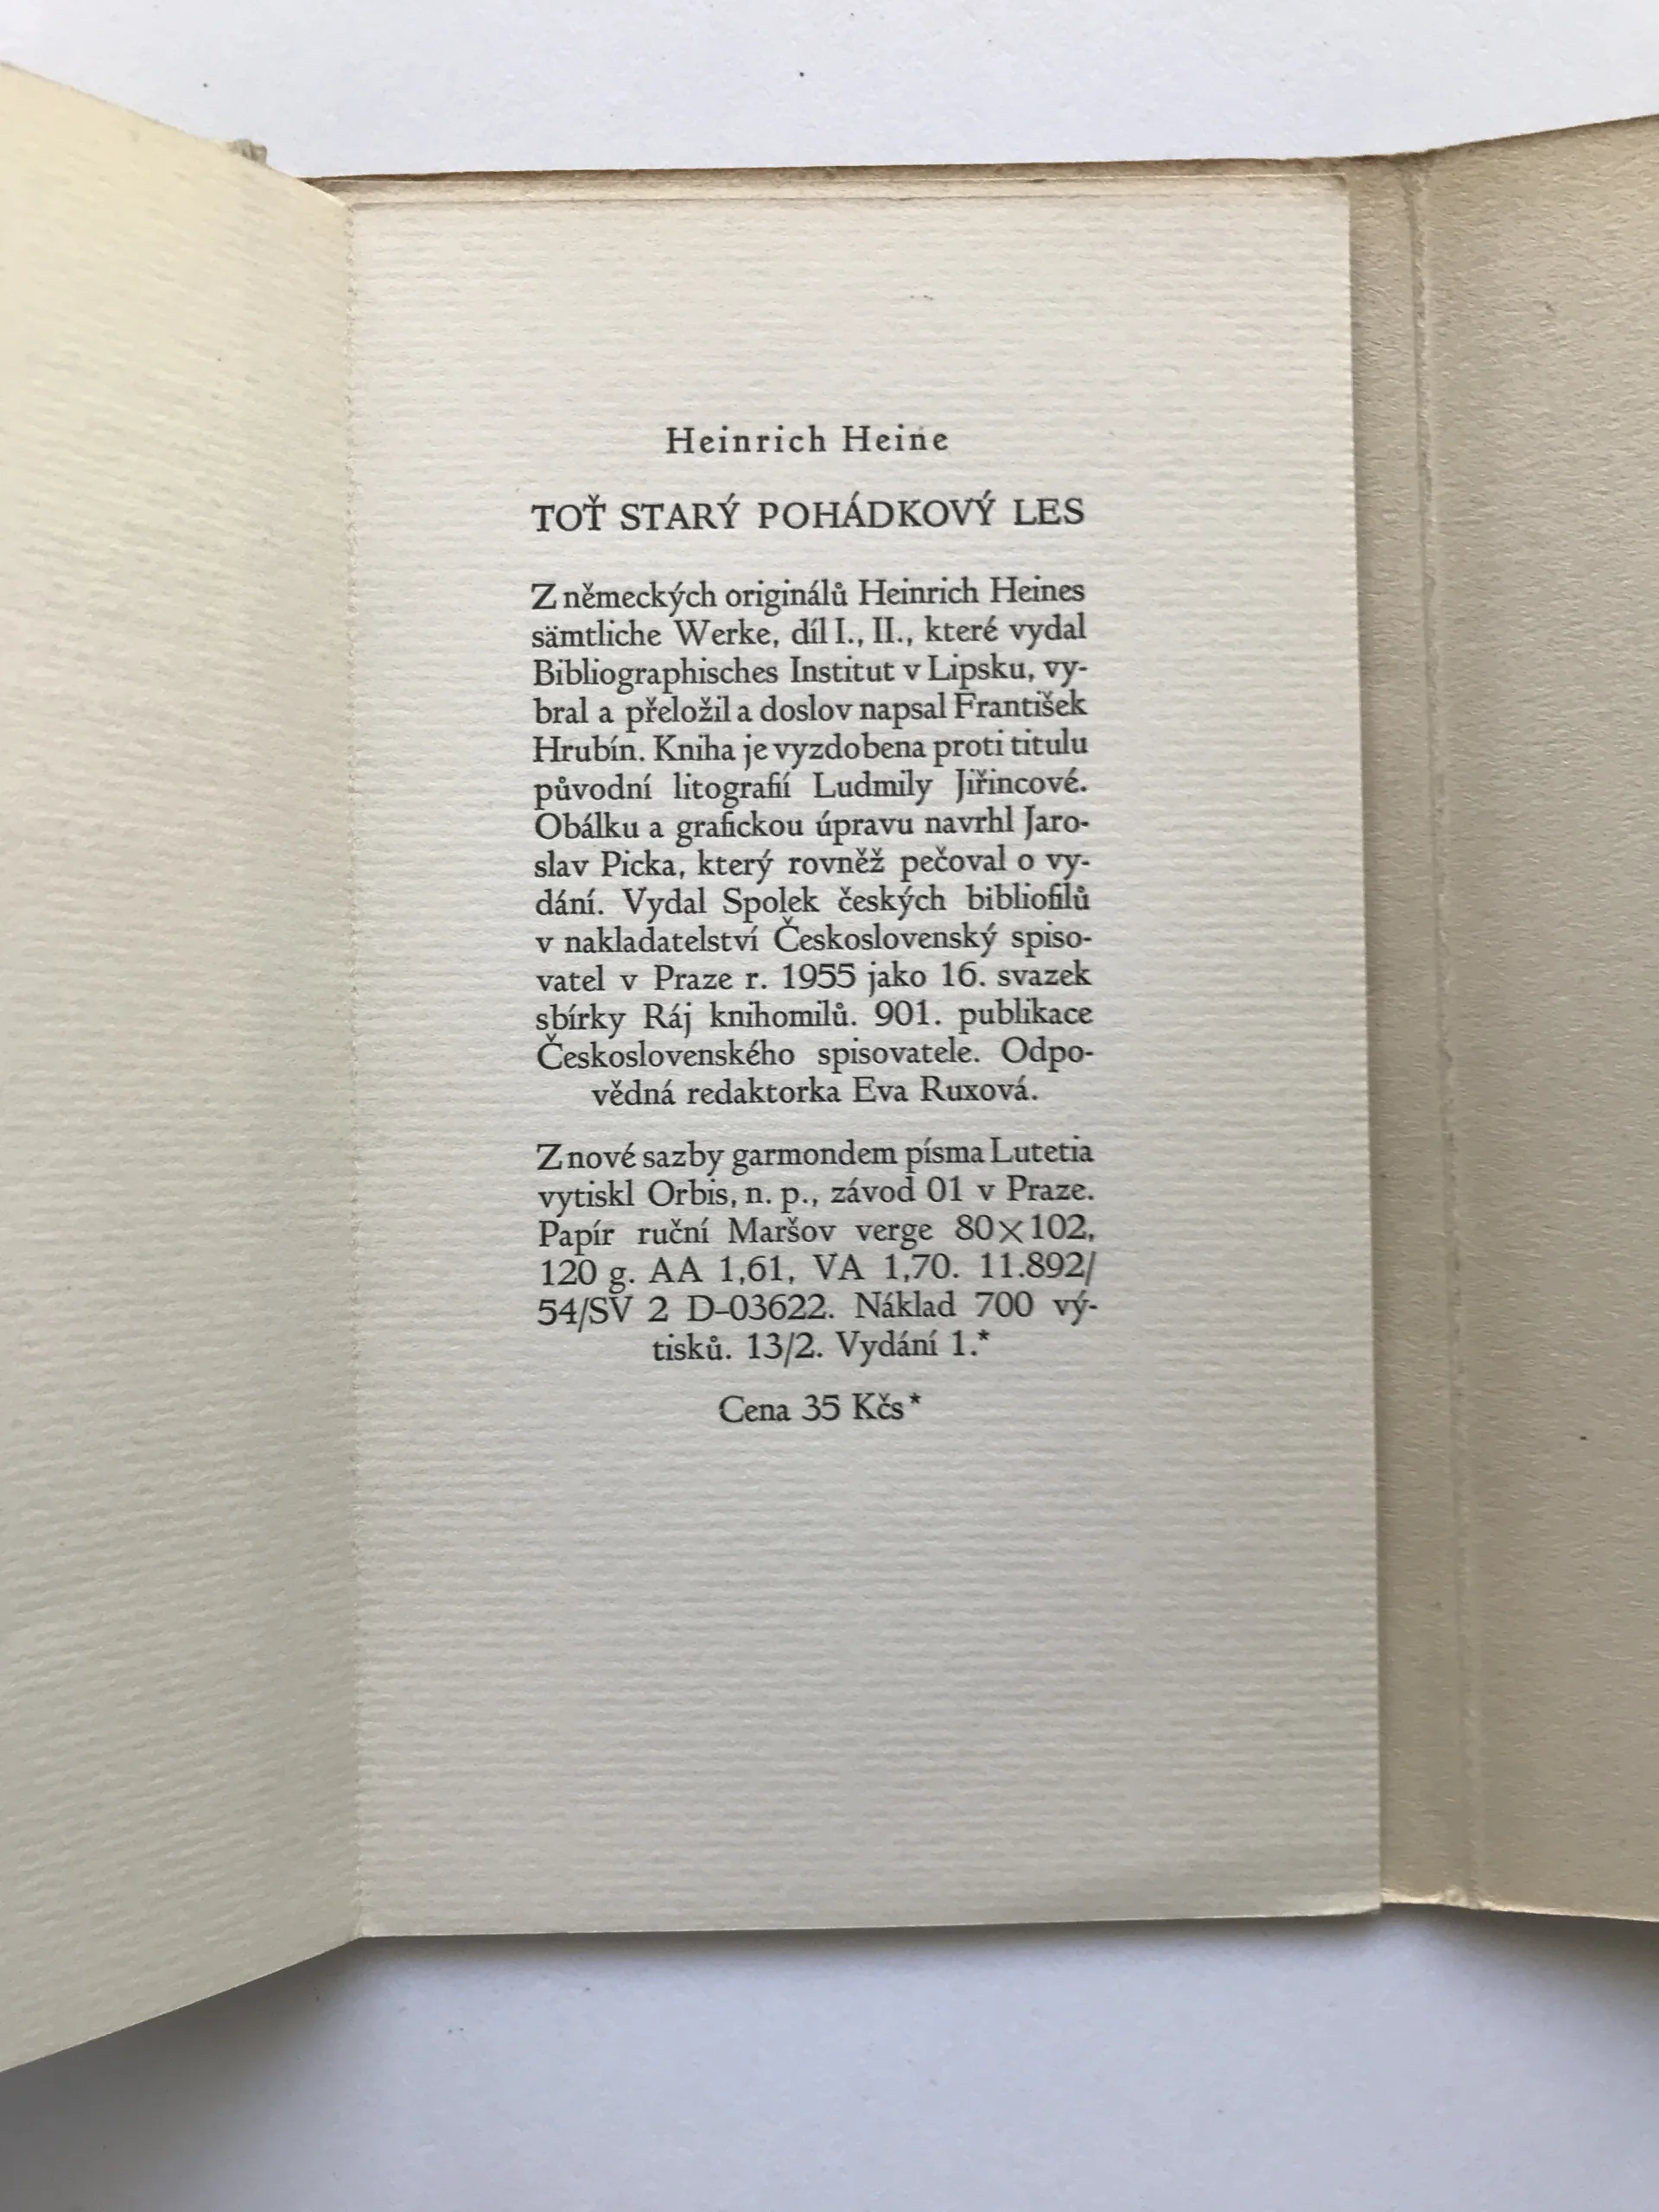 Heinrich Heine
TOŤ STARÝ POHÁDKOVÝ LES
Z německých originálů Heinrich Heines
sämtliche Werke, díl I., II., které vydal
Bibliographisches Institut v Lipsku, vy-
bral a přeložil a doslov napsal František
Hrubín. Kniha je vyzdobena proti titulu
původní litografií Ludmily Jiřincové.
Obálku a grafickou úpravu navrhl Jaro-
slav Picka, který rovněž pečoval o vy-
dání. Vydal Spolek českých bibliofilů
v nakladatelství Československý spiso-
vatel v Praze r. 1955 jako 16. svazek
sbírky Ráj knihomilů. 901. publikace
Československého spisovatele. Odpo-
vědná redaktorka Eva Ruxová.
Z nové sazby garmondem písma Lutetia
vytiskl Orbis, n. p., závod 01 v Praze.
Papír ruční Maršov verge 80×102,
120 g. AA 1,61, VA 1,70. 11.892/
54/SV 2 D–03622. Náklad 700 vý-
tisků. 13/2. Vydání 1.*
Cena 35 Kčs*